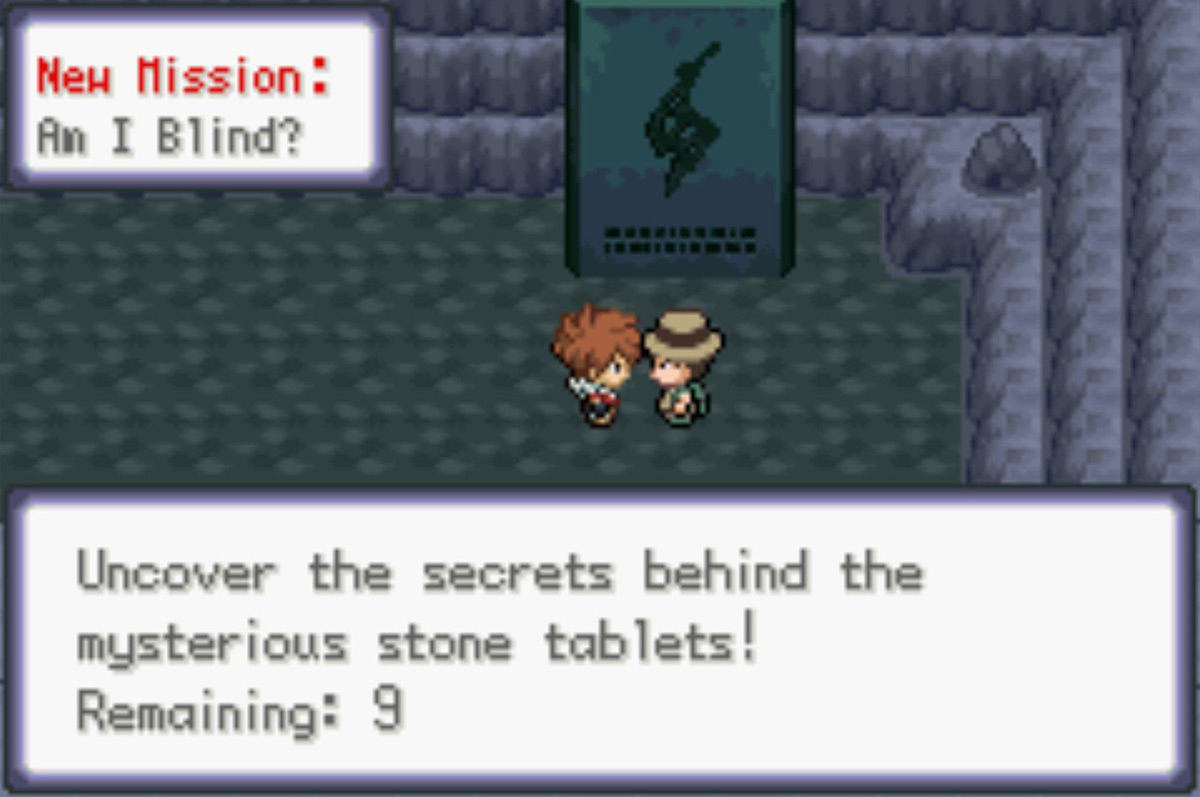 New Mission:
Am I Blind?
Uncover the secrets behind the
mysterious stone tablets!
Remaining: 9